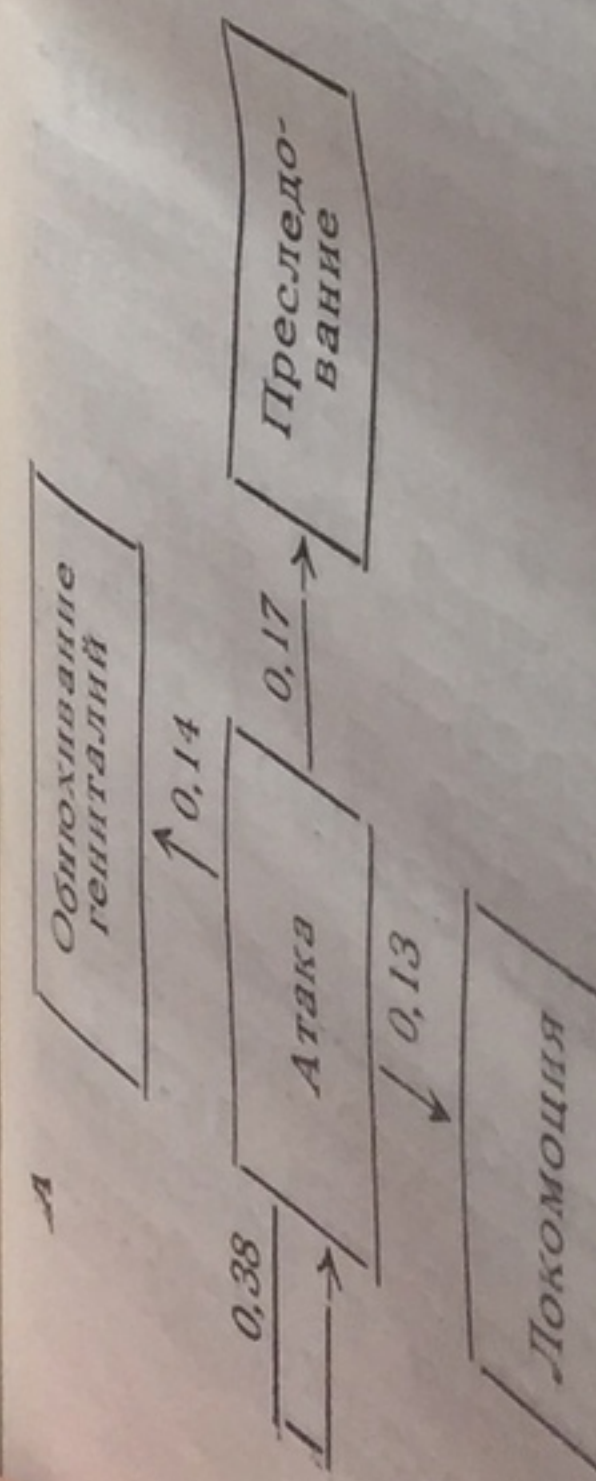 А
Обнюхивание
гениталий
0,14
0,38
Атака
0,17
Преследо-
вание
0,13
Локомоция